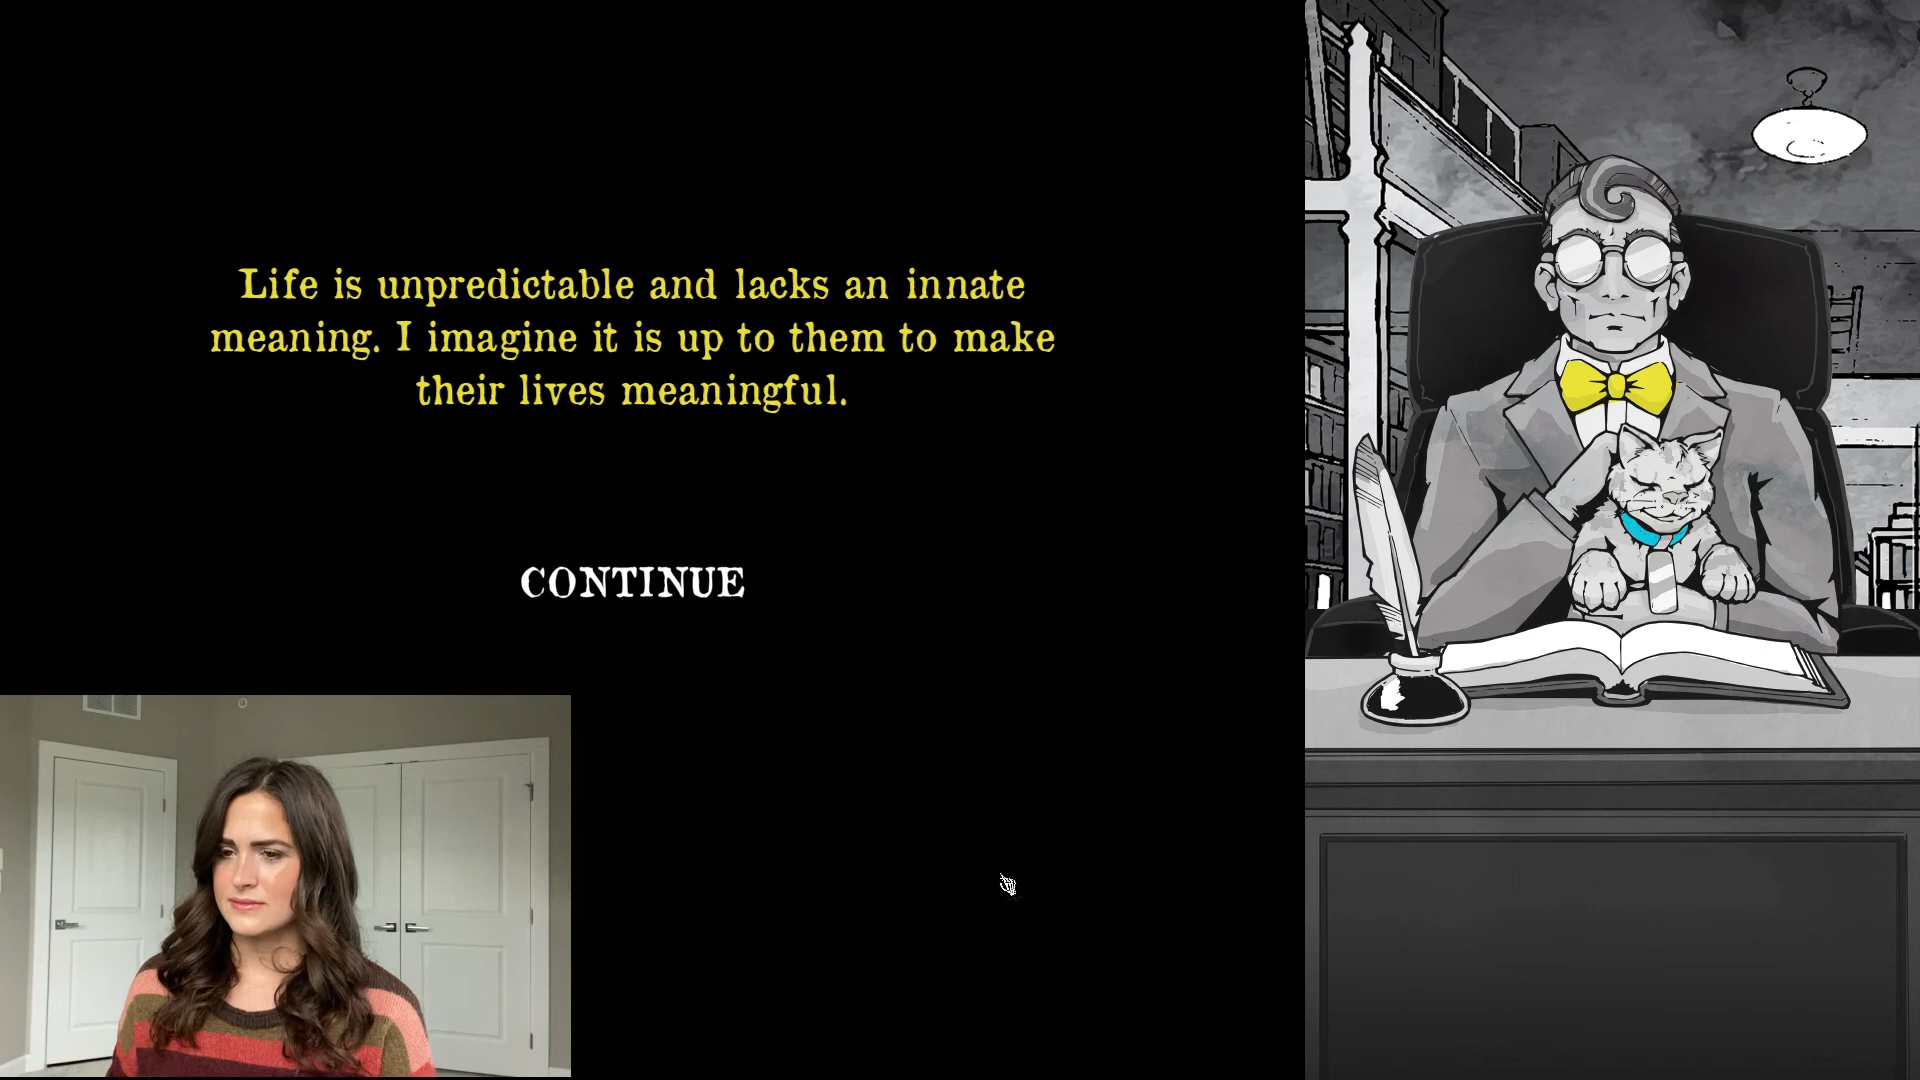 Life is unpredictable and lacks an innate
meaning. I imagine it is up to them to make
their lives meaningful.
CONTINUE